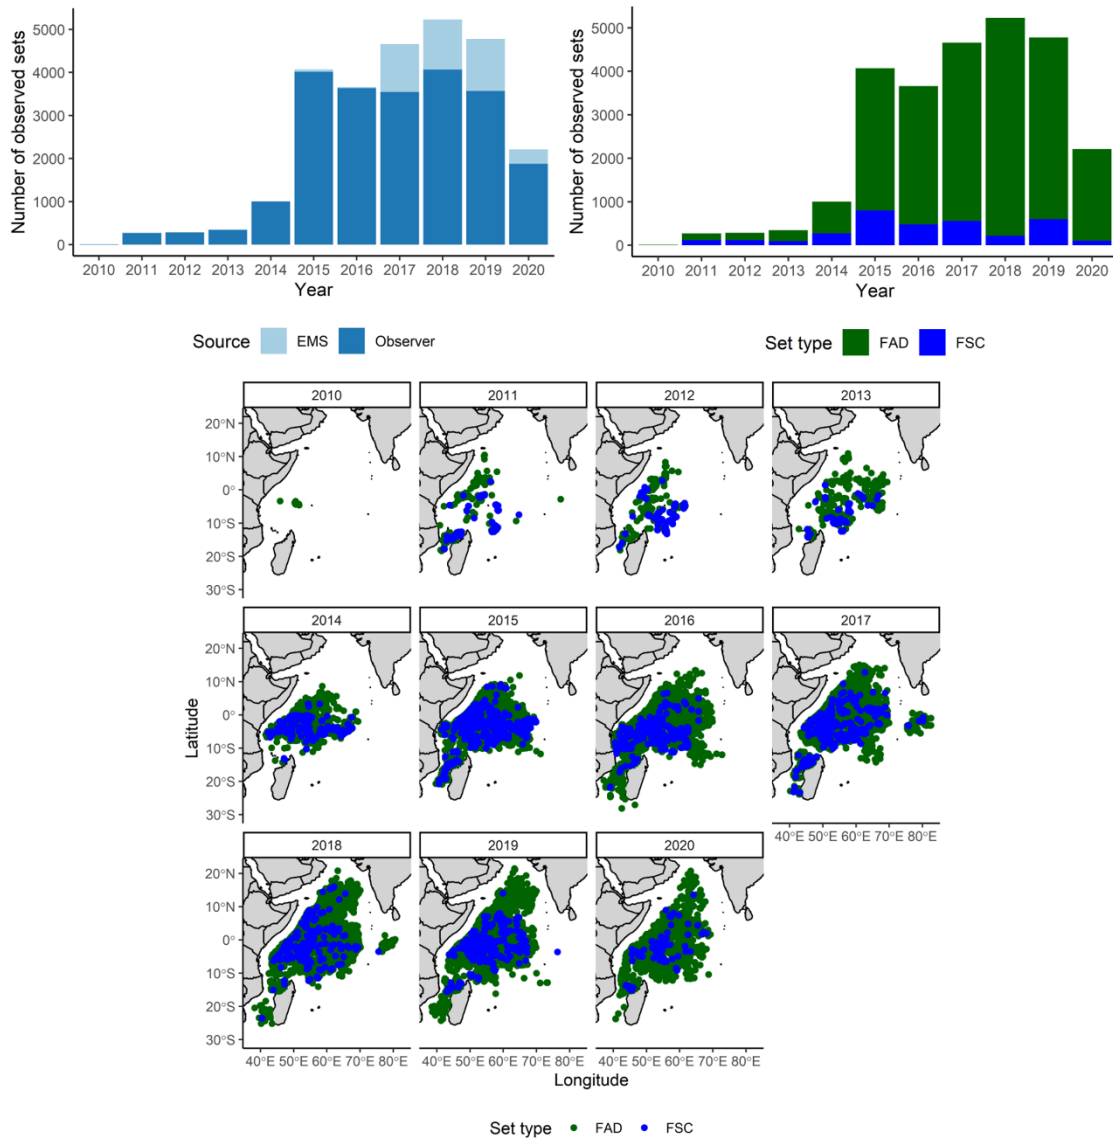 Number of observed sets
5000
4000
3000
2000
1000
0
2010 2011 2012 2013 2014 2015 2016 2017 2018 2019 2020
Year
Source EMS Observer
Number of observed sets
5000
4000
3000
2000
1000
0
2010 2011 2012 2013 2014 2015 2016 2017 2018 2019 2020
Year
Set type FAD FSC
2010 2011 2012 2013
20°N
10°N
0°
10°S
20°S
30°S
2014 2015 2016 2017
20°N
10°N
0°
10°S
20°S
30°S
40°E 50°E 60°E 70°E 80°E
2018 2019 2020
20°N
10°N
0°
10°S
20°S
30°S
40°E 50°E 60°E 70°E 80°E 40°E 50°E 60°E 70°E 80°E 40°E 50°E 60°E 70°E 80°E
Latitude
Longitude
Set type FAD FSC